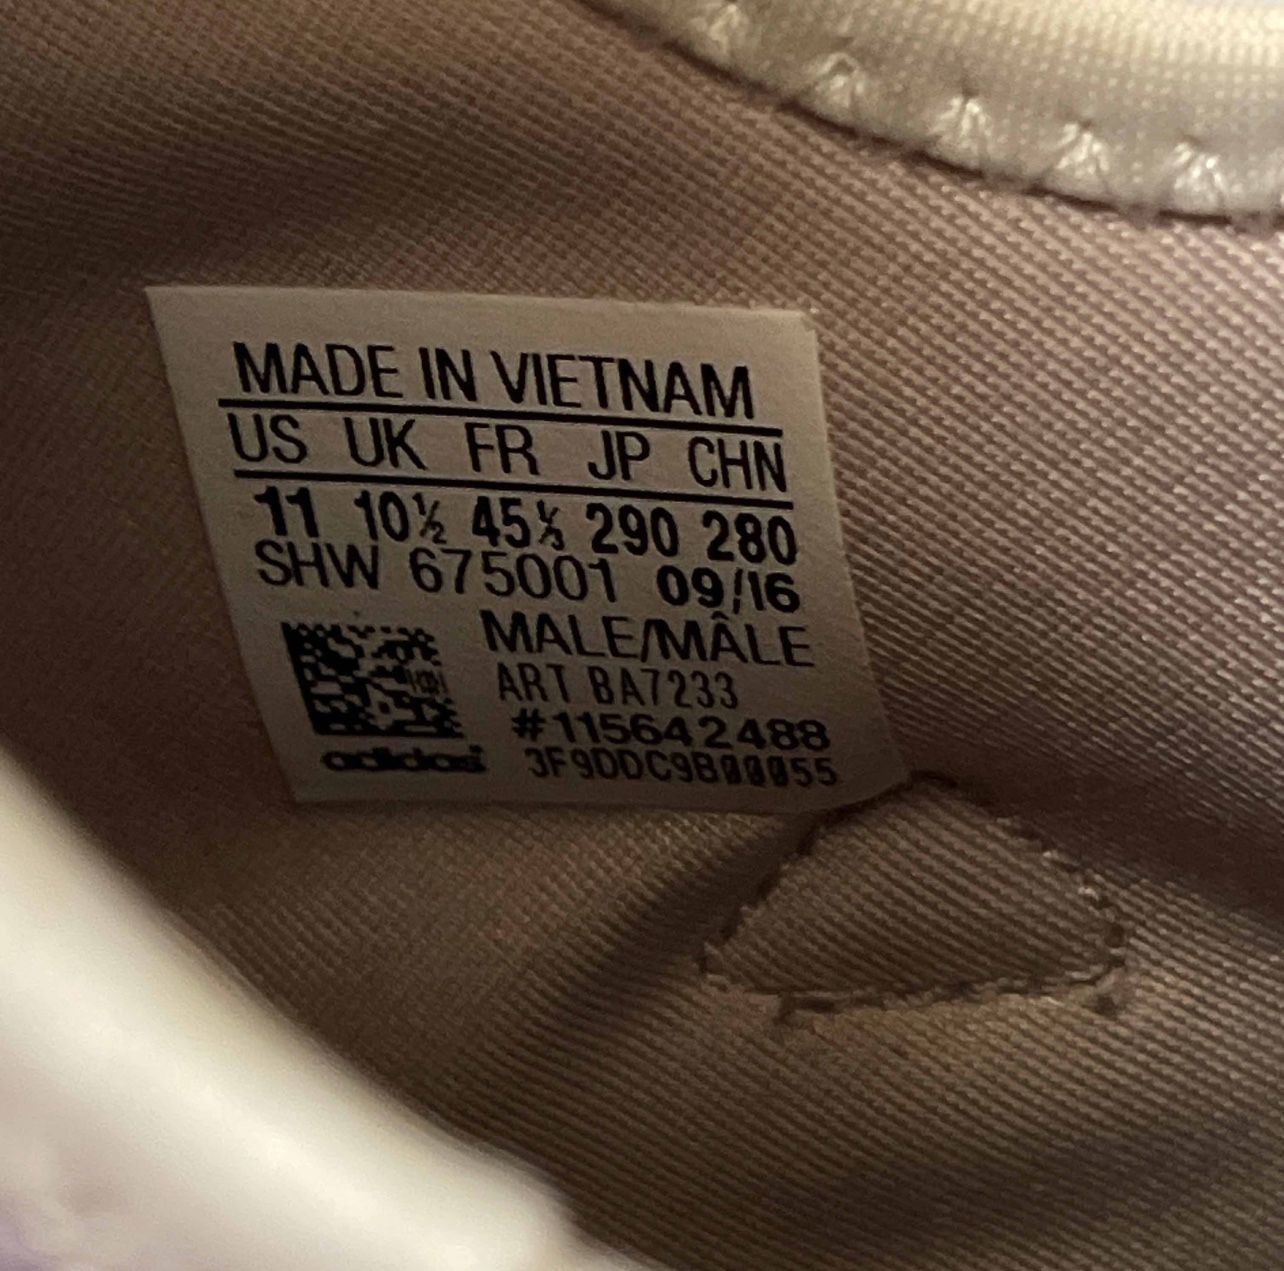 MADE IN VIETNAM
US UK FR JP CHN
11 10½ 45⅓ 290 280
SHW 675001 09/16
MALE/MÂLE
ART BA7233
#115642488
adidas 3F9DDC9B00055